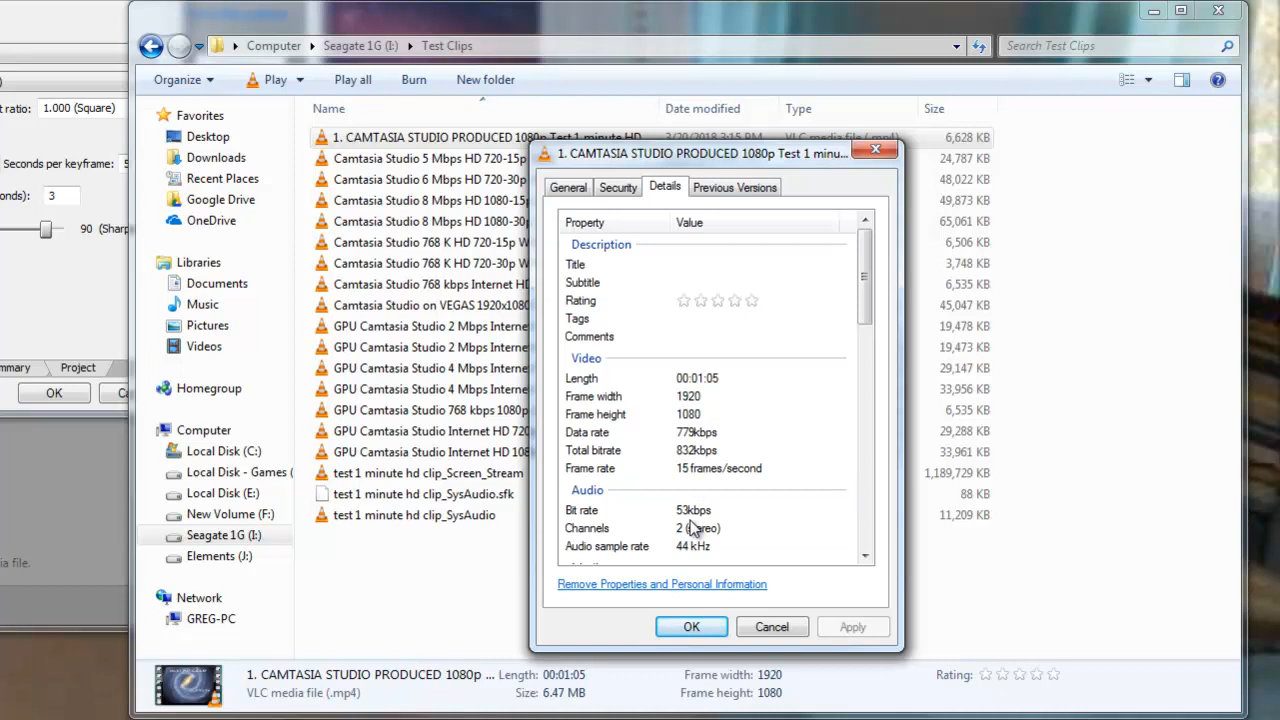 Computer Seagate 1G (I:) Test Clips
Search Test Clips
Organize Play Play all Burn New folder
t ratio: 1.000 (Square)
Seconds per keyframe: 5
onds): 3
90 (Sharp
mmary Project
OK Ca
ia file.
Favorites
Desktop
Downloads
Recent Places
Google Drive
OneDrive
Libraries
Documents
Music
Pictures
Videos
Homegroup
Computer
Local Disk (C:)
Local Disk - Games (
Local Disk (E:)
New Volume (F:)
Seagate 1G (I:)
Elements (J:)
Network
GREG-PC
Name Date modified Type Size
1. CAMTASIA STUDIO PRODUCED 1080p Test 1 minute HD 3/20/2018 3:15 PM VLC media file (.mp4) 6,628 KB
Camtasia Studio 5 Mbps HD 720-15p 24,787 KB
Camtasia Studio 6 Mbps HD 720-30p 48,022 KB
Camtasia Studio 8 Mbps HD 1080-15p 49,873 KB
Camtasia Studio 8 Mbps HD 1080-30p 65,061 KB
Camtasia Studio 768 K HD 720-15p W 6,506 KB
Camtasia Studio 768 K HD 720-30p W 3,748 KB
Camtasia Studio 768 kbps Internet HD 6,535 KB
Camtasia Studio on VEGAS 1920x1080 45,047 KB
GPU Camtasia Studio 2 Mbps Internet 19,478 KB
GPU Camtasia Studio 2 Mbps Internet 19,473 KB
GPU Camtasia Studio 4 Mbps Internet 29,147 KB
GPU Camtasia Studio 4 Mbps Internet 33,956 KB
GPU Camtasia Studio 768 kbps 1080p 6,535 KB
GPU Camtasia Studio Internet HD 720 29,288 KB
GPU Camtasia Studio Internet HD 108 33,961 KB
test 1 minute hd clip_Screen_Stream 1,189,729 KB
test 1 minute hd clip_SysAudio.sfk 88 KB
test 1 minute hd clip_SysAudio 11,209 KB
1. CAMTASIA STUDIO PRODUCED 1080p Test 1 minu...
General Security Details Previous Versions
Property Value
Description
Title
Subtitle
Rating
Tags
Comments
Video
Length 00:01:05
Frame width 1920
Frame height 1080
Data rate 779kbps
Total bitrate 832kbps
Frame rate 15 frames/second
Audio
Bit rate 53kbps
Channels 2 (stereo)
Audio sample rate 44 kHz
Remove Properties and Personal Information
OK Cancel Apply
1. CAMTASIA STUDIO PRODUCED 1080p ... Length: 00:01:05 Frame width: 1920 Rating:
VLC media file (.mp4) Size: 6.47 MB Frame height: 1080